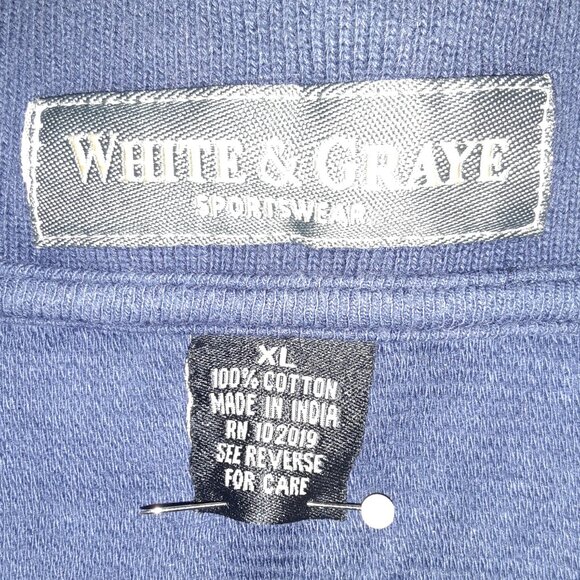 WHITE & GRAYE
SPORTSWEAR
XL
100% COTTON
MADE IN INDIA
RN 102019
SEE REVERSE
FOR CARE